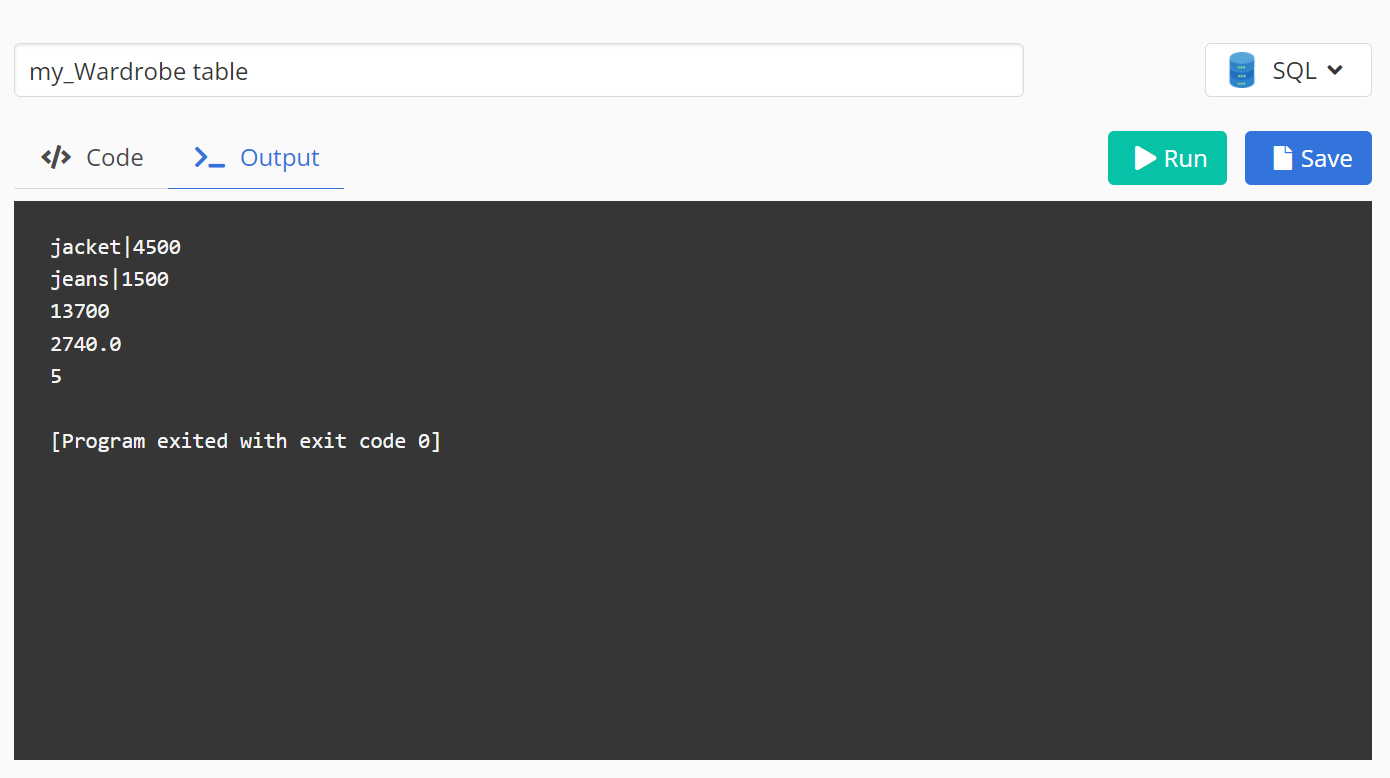 my_Wardrobe table
SQL
</> Code
>_ Output
Run
Save
jacket|4500
jeans|1500
13700
2740.0
5
[Program exited with exit code 0]